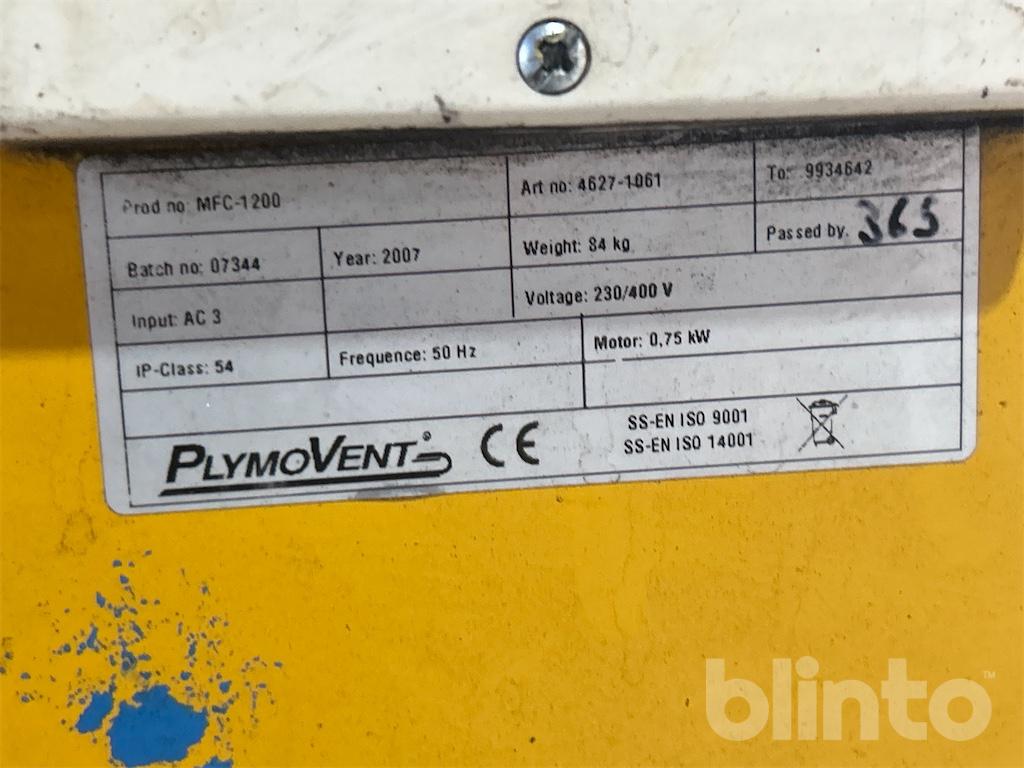 Prod no: MFC-1200
Art no: 4627-1061
To: 9934642
Batch no: 07344
Year: 2007
Weight: 84 kg
Passed by. 365
Input: AC 3
Voltage: 230/400 V
IP-Class: 54
Frequence: 50 Hz
Motor: 0,75 kW
PLYMOVENT®
CE
SS-EN ISO 9001
SS-EN ISO 14001
blinto™